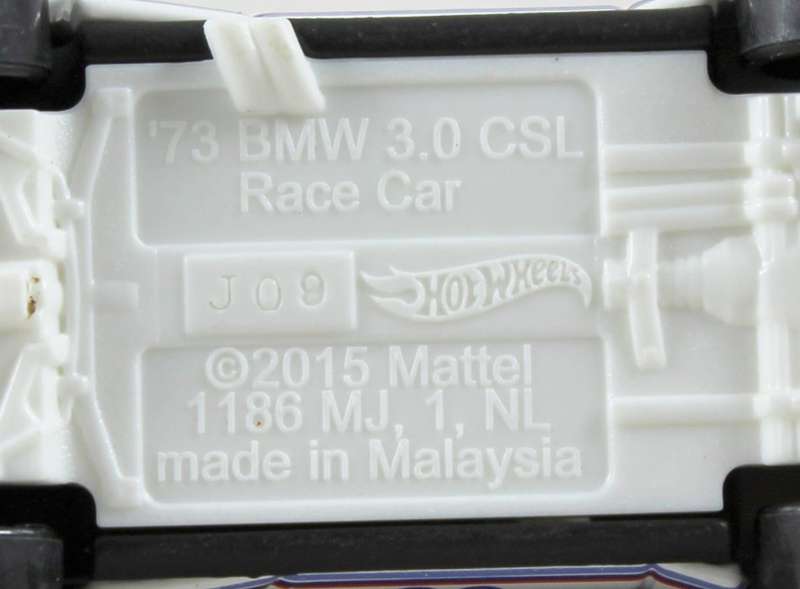 '73 BMW 3.0 CSL
Race Car
J09
HOT WHEELS
©2015 Mattel
1186 MJ, 1, NL
made in Malaysia